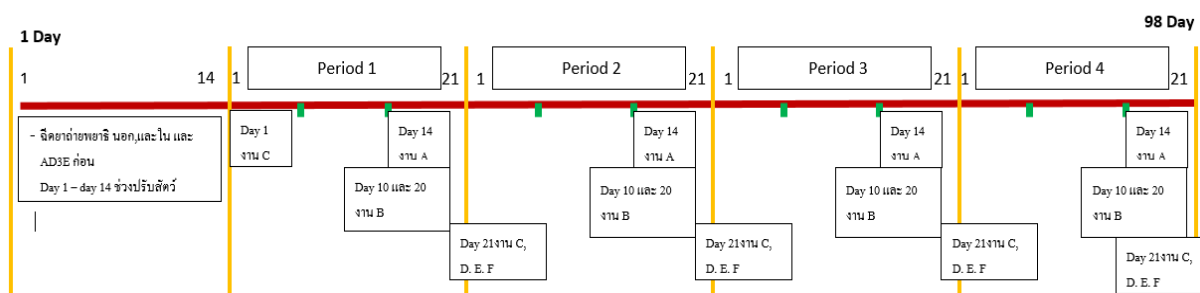 1 Day
98 Day
1
14
1
Period 1
21
1
Period 2
21
1
Period 3
21
1
Period 4
21
- ฉีดยาถ่ายพยาธิ นอก,และใน และ
AD3E ก่อน
Day 1 – day 14 ช่วงปรับสัตว์
Day 1
งาน C
Day 14
งาน A
Day 10 และ 20
งาน B
Day 21งาน C,
D. E. F
Day 14
งาน A
Day 10 และ 20
งาน B
Day 21งาน C,
D. E. F
Day 14
งาน A
Day 10 และ 20
งาน B
Day 21งาน C,
D. E. F
Day 14
งาน A
Day 10 และ 20
งาน B
Day 21งาน C,
D. E. F